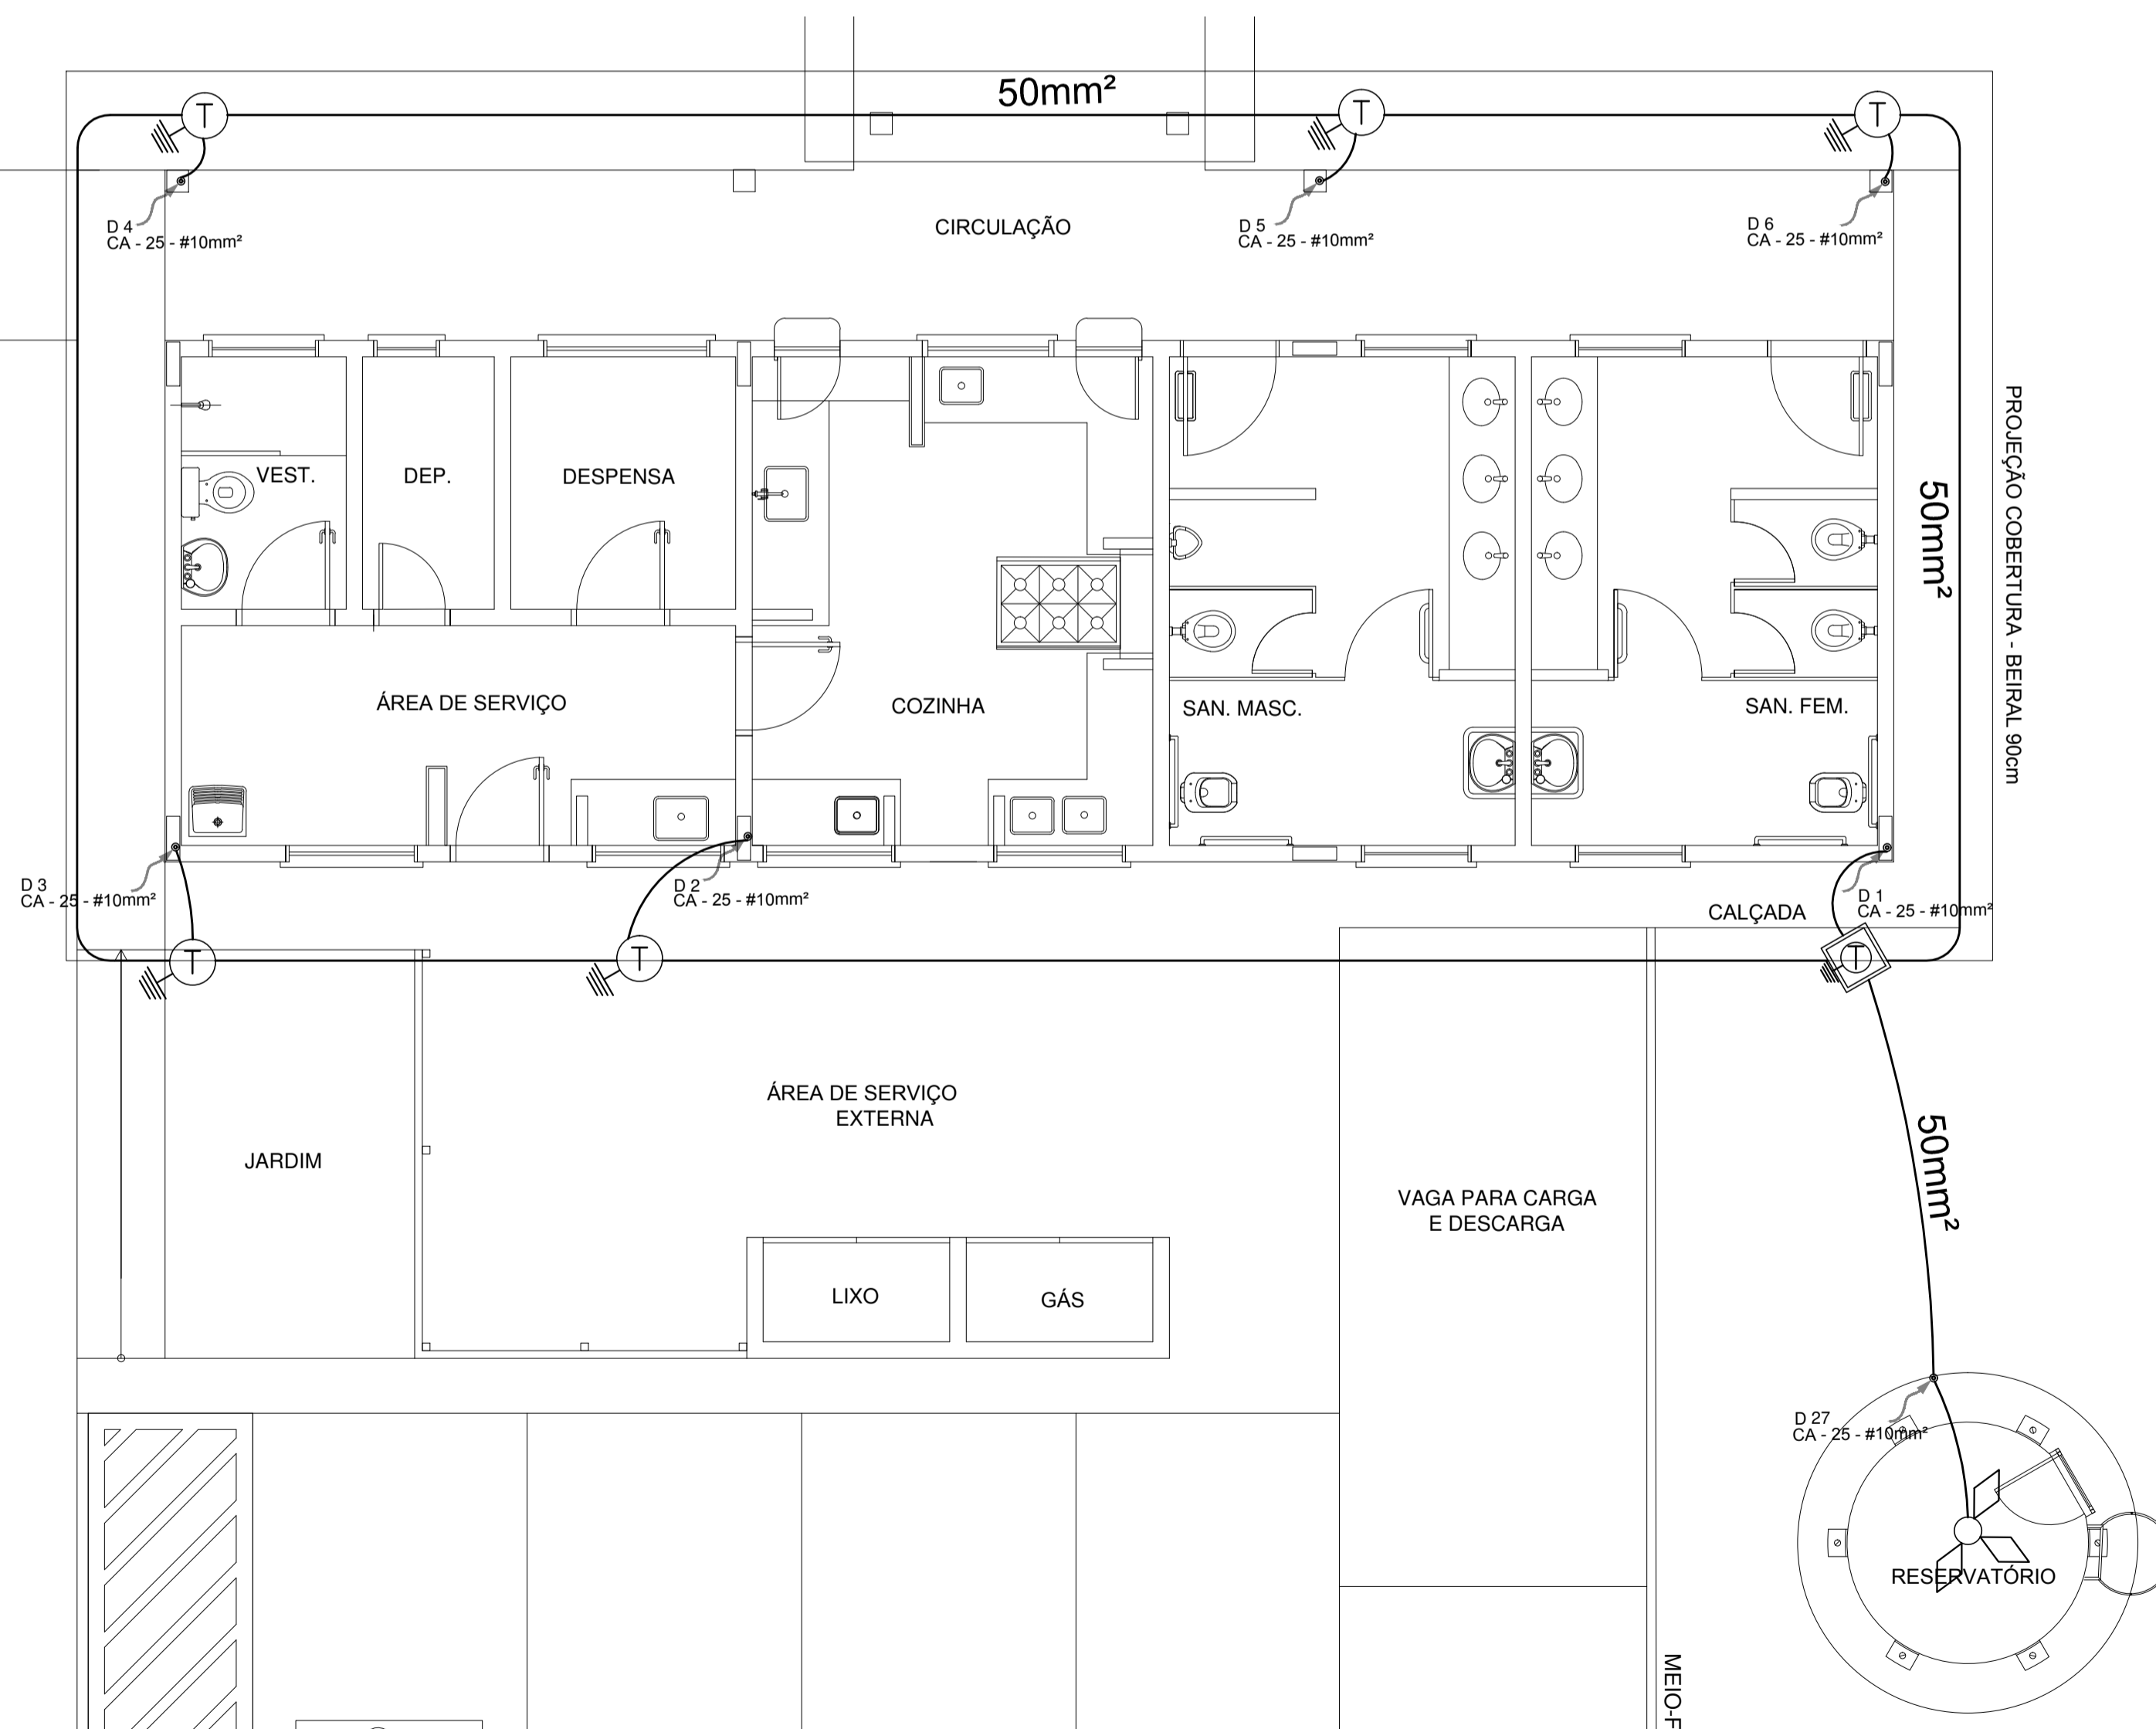 50mm²
T
T
T
D 4
CA - 25 - #10mm²
CIRCULAÇÃO
D 5
CA - 25 - #10mm²
D 6
CA - 25 - #10mm²
PROJEÇÃO COBERTURA - BEIRAL 90cm
50mm²
VEST.
DEP.
DESPENSA
ÁREA DE SERVIÇO
COZINHA
SAN. MASC.
SAN. FEM.
D 3
CA - 25 - #10mm²
D 2
CA - 25 - #10mm²
D 1
CA - 25 - #10mm²
CALÇADA
T
T
T
ÁREA DE SERVIÇO
EXTERNA
JARDIM
50mm²
VAGA PARA CARGA
E DESCARGA
LIXO
GÁS
D 27
CA - 25 - #10mm²
RESERVATÓRIO
MEIO-F